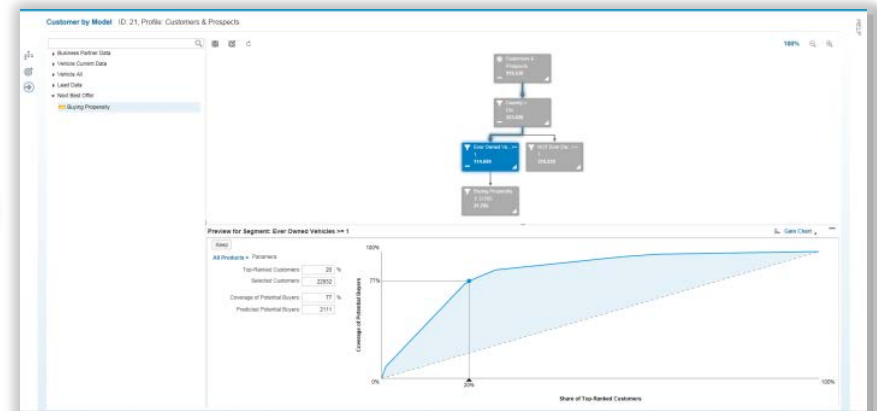 Customer by Model ID: 21, Profile: Customers & Prospects
HELP
Business Partner Data
Vehicle Current Data
Vehicle All
Lead Data
Next Best Offer
Buying Propensity
100%
Customers &
Prospects
Country =
Ever Owned Ve... >=
1
NOT Ever Ow... >=
1
Buying Propensity
Preview for Segment: Ever Owned Vehicles >= 1
Gain Chart
Keep
All Products > Panamera
Top-Ranked Customers 20 %
Selected Customers 22932
Coverage of Potential Buyers 77 %
Predicted Potential Buyers 2111
100%
77%
0%
Coverage of Potential Buyers
20%
100%
Share of Top-Ranked Customers